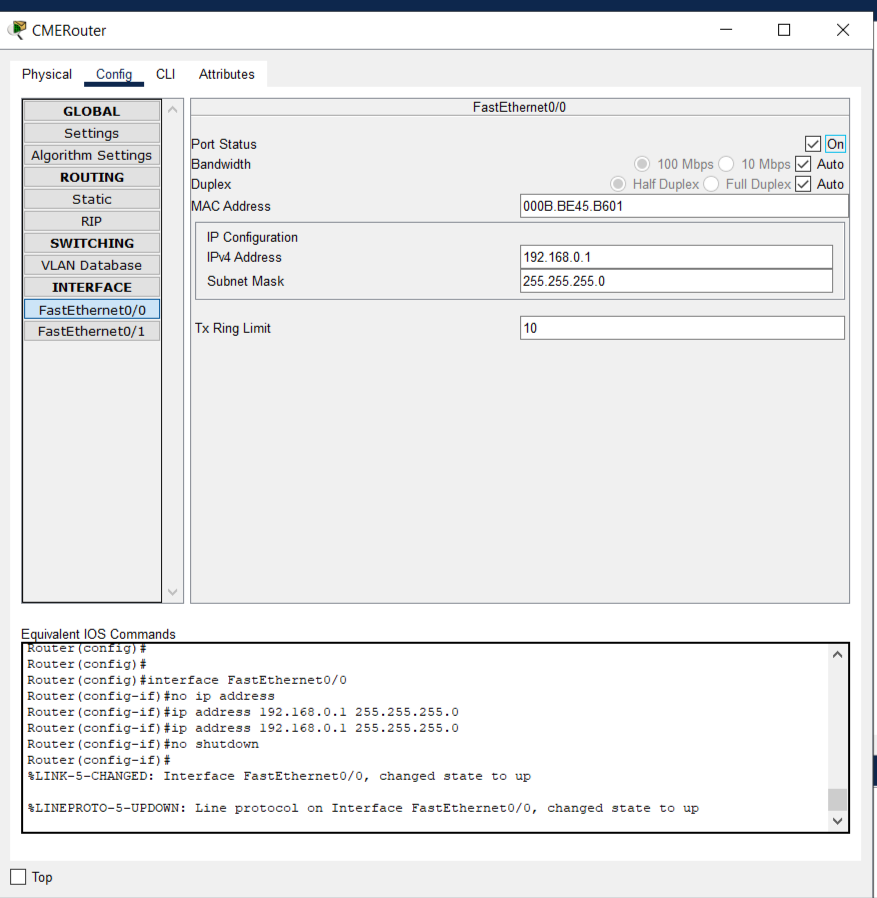 CMERouter
Physical Config CLI Attributes
GLOBAL
Settings
Algorithm Settings
ROUTING
Static
RIP
SWITCHING
VLAN Database
INTERFACE
FastEthernet0/0
FastEthernet0/1
FastEthernet0/0
Port Status On
Bandwidth 100 Mbps 10 Mbps Auto
Duplex Half Duplex Full Duplex Auto
MAC Address 000B.BE45.B601
IP Configuration
IPv4 Address 192.168.0.1
Subnet Mask 255.255.255.0
Tx Ring Limit 10
Equivalent IOS Commands
Router(config)#
Router(config)#
Router(config)#interface FastEthernet0/0
Router(config-if)#no ip address
Router(config-if)#ip address 192.168.0.1 255.255.255.0
Router(config-if)#ip address 192.168.0.1 255.255.255.0
Router(config-if)#no shutdown
Router(config-if)#
%LINK-5-CHANGED: Interface FastEthernet0/0, changed state to up
%LINEPROTO-5-UPDOWN: Line protocol on Interface FastEthernet0/0, changed state to up
Top